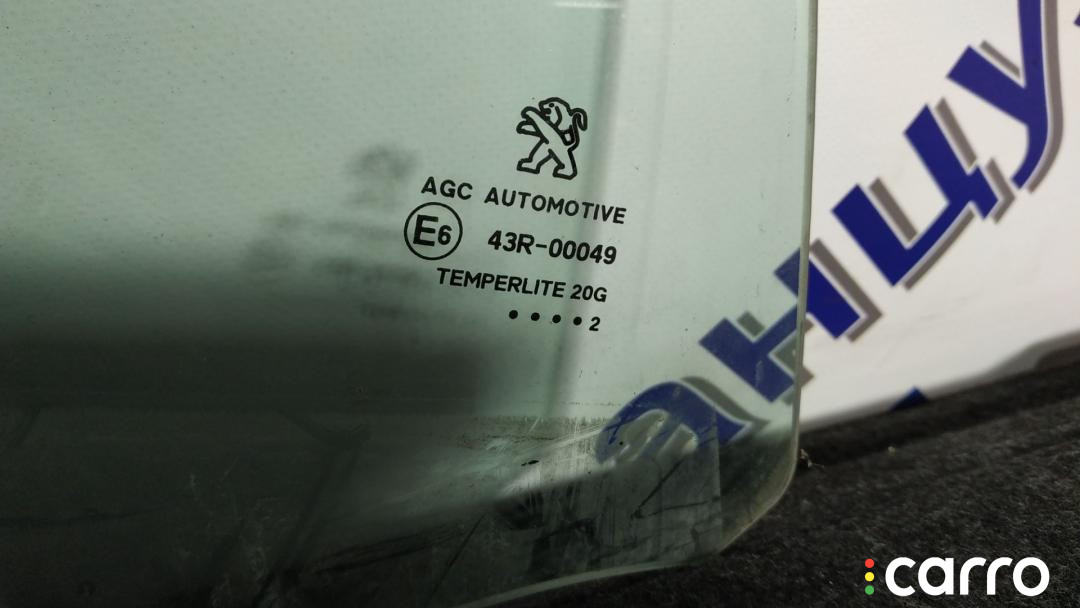 AGC AUTOMOTIVE
E6 43R-00049
TEMPERLITE 20G
••••2
carro